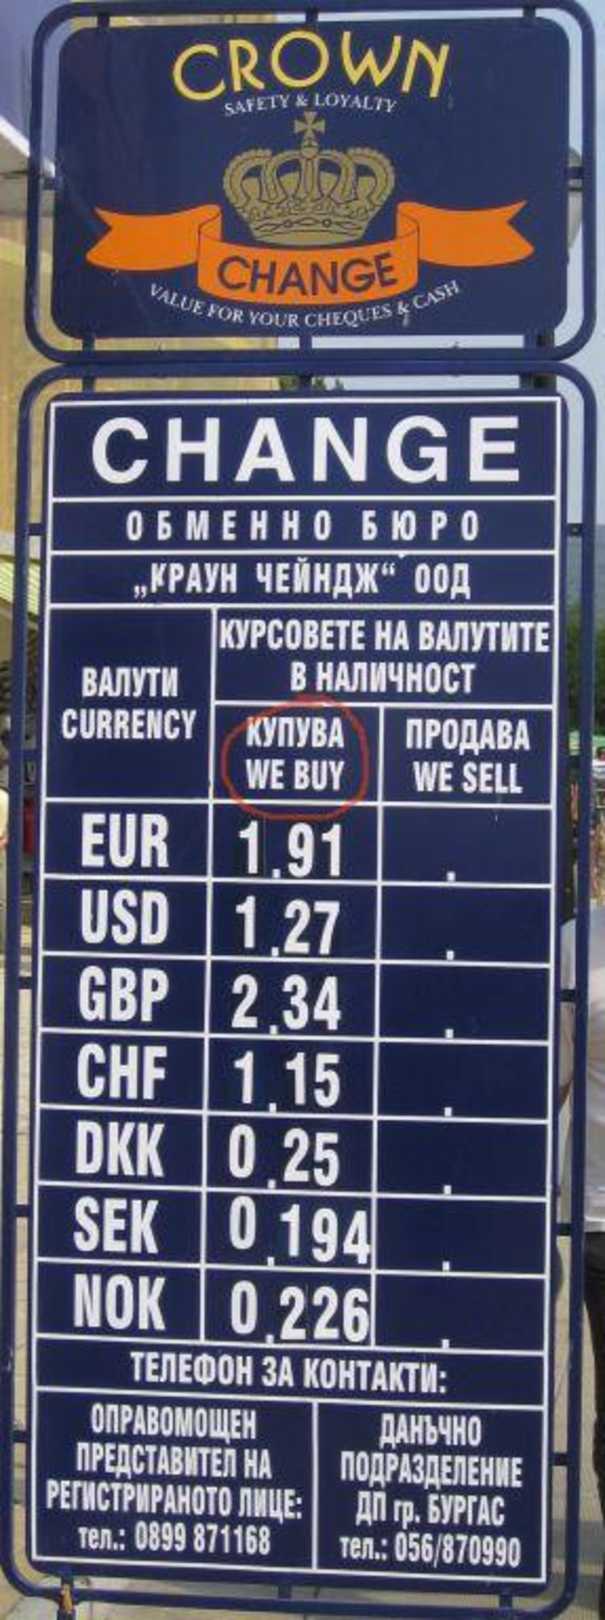 CROWN
SAFETY & LOYALTY
CHANGE
VALUE FOR YOUR CHEQUES & CASH
CHANGE
ОБМЕННО БЮРО
„КРАУН ЧЕЙНДЖ“ ООД
ВАЛУТИ
CURRENCY
КУРСОВЕТЕ НА ВАЛУТИТЕ
В НАЛИЧНОСТ
КУПУВА
WE BUY
ПРОДАВА
WE SELL
EUR 1.91 .
USD 1.27 .
GBP 2.34 .
CHF 1.15 .
DKK 0.25 .
SEK 0.194 .
NOK 0.226 .
ТЕЛЕФОН ЗА КОНТАКТИ:
ОПРАВОМОЩЕН
ПРЕДСТАВИТЕЛ НА
РЕГИСТРИРАНОТО ЛИЦЕ:
тел.: 0899 871168
ДАНЪЧНО
ПОДРАЗДЕЛЕНИЕ
ДП гр. БУРГАС
тел.: 056/870990